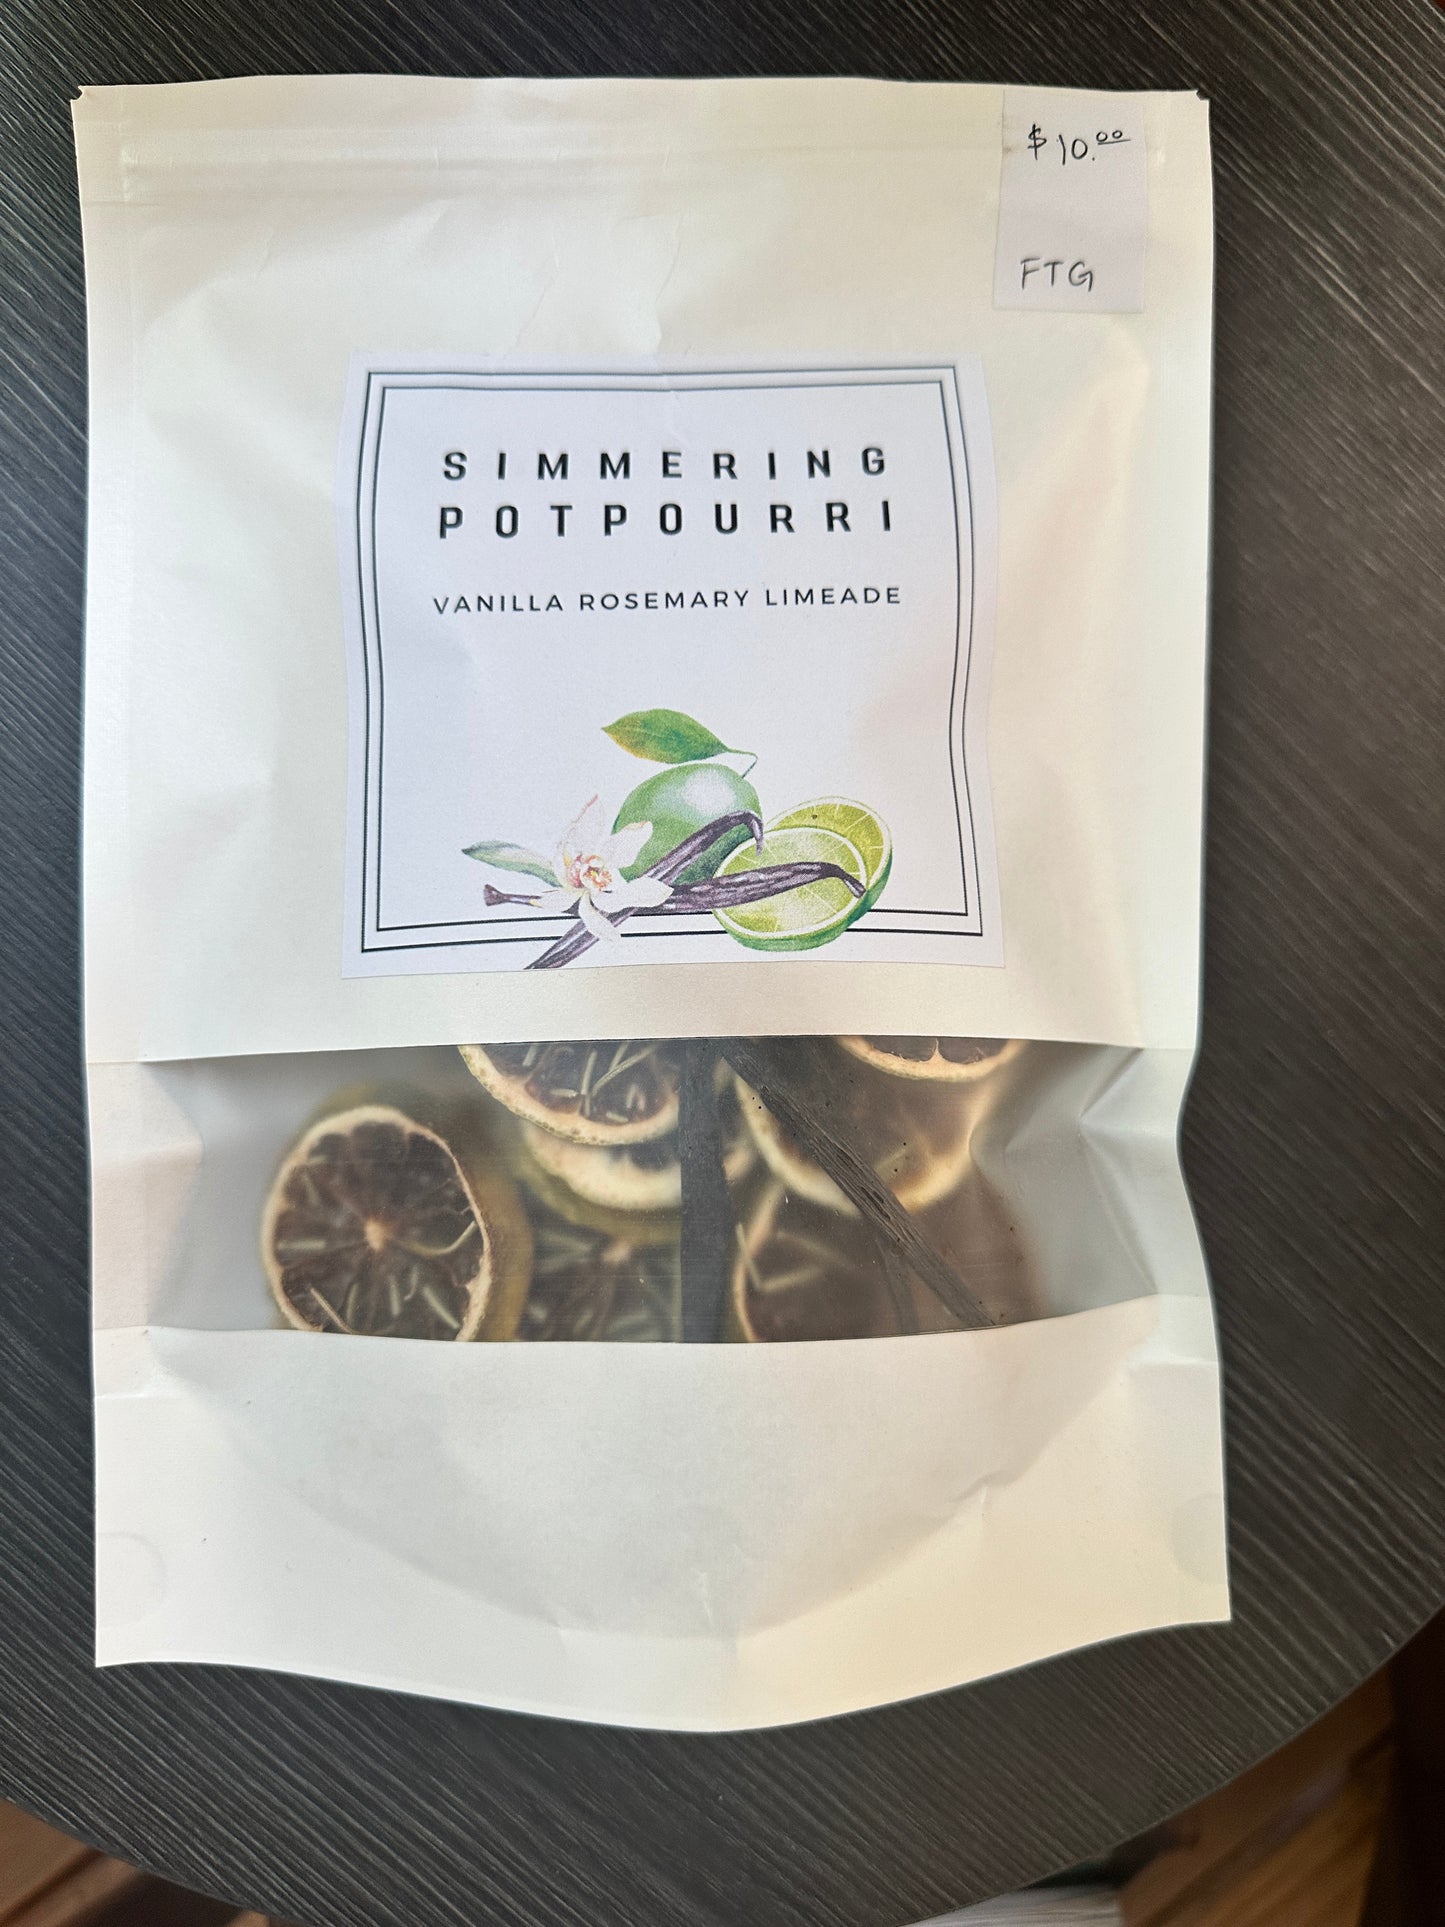 $10.00
FTG
SIMMERING
POTPOURRI
VANILLA ROSEMARY LIMEADE